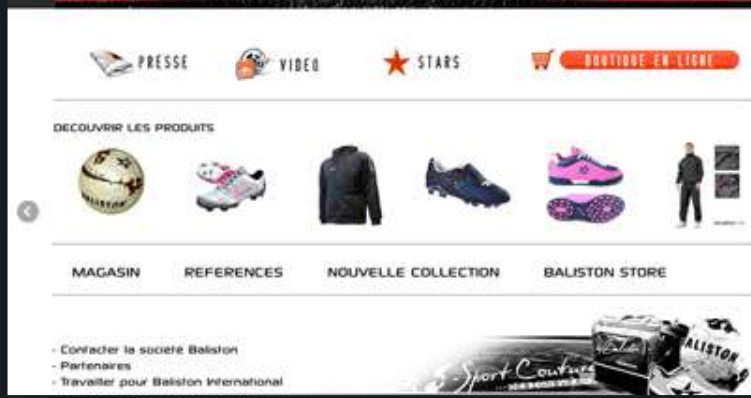 PRESSE
VIDEO
STARS
BOUTIQUE EN LIGNE
DECOUVRIR LES PRODUITS
BALISTON
MAGASIN
REFERENCES
NOUVELLE COLLECTION
BALISTON STORE
- Contacter la société Baliston
- Partenaires
- Travailler pour Baliston International
Sport Couture
BALISTON